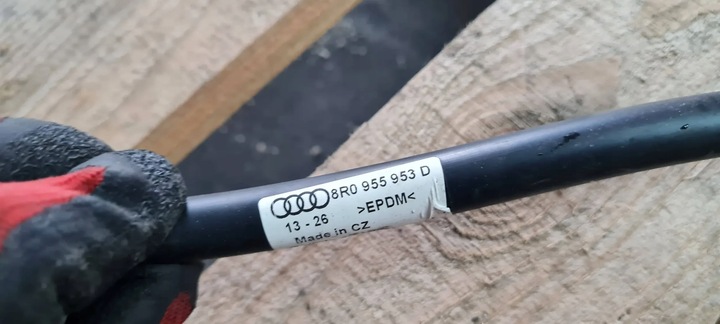 8R0 955 953 D
13 - 26 >EPDM<
Made in CZ